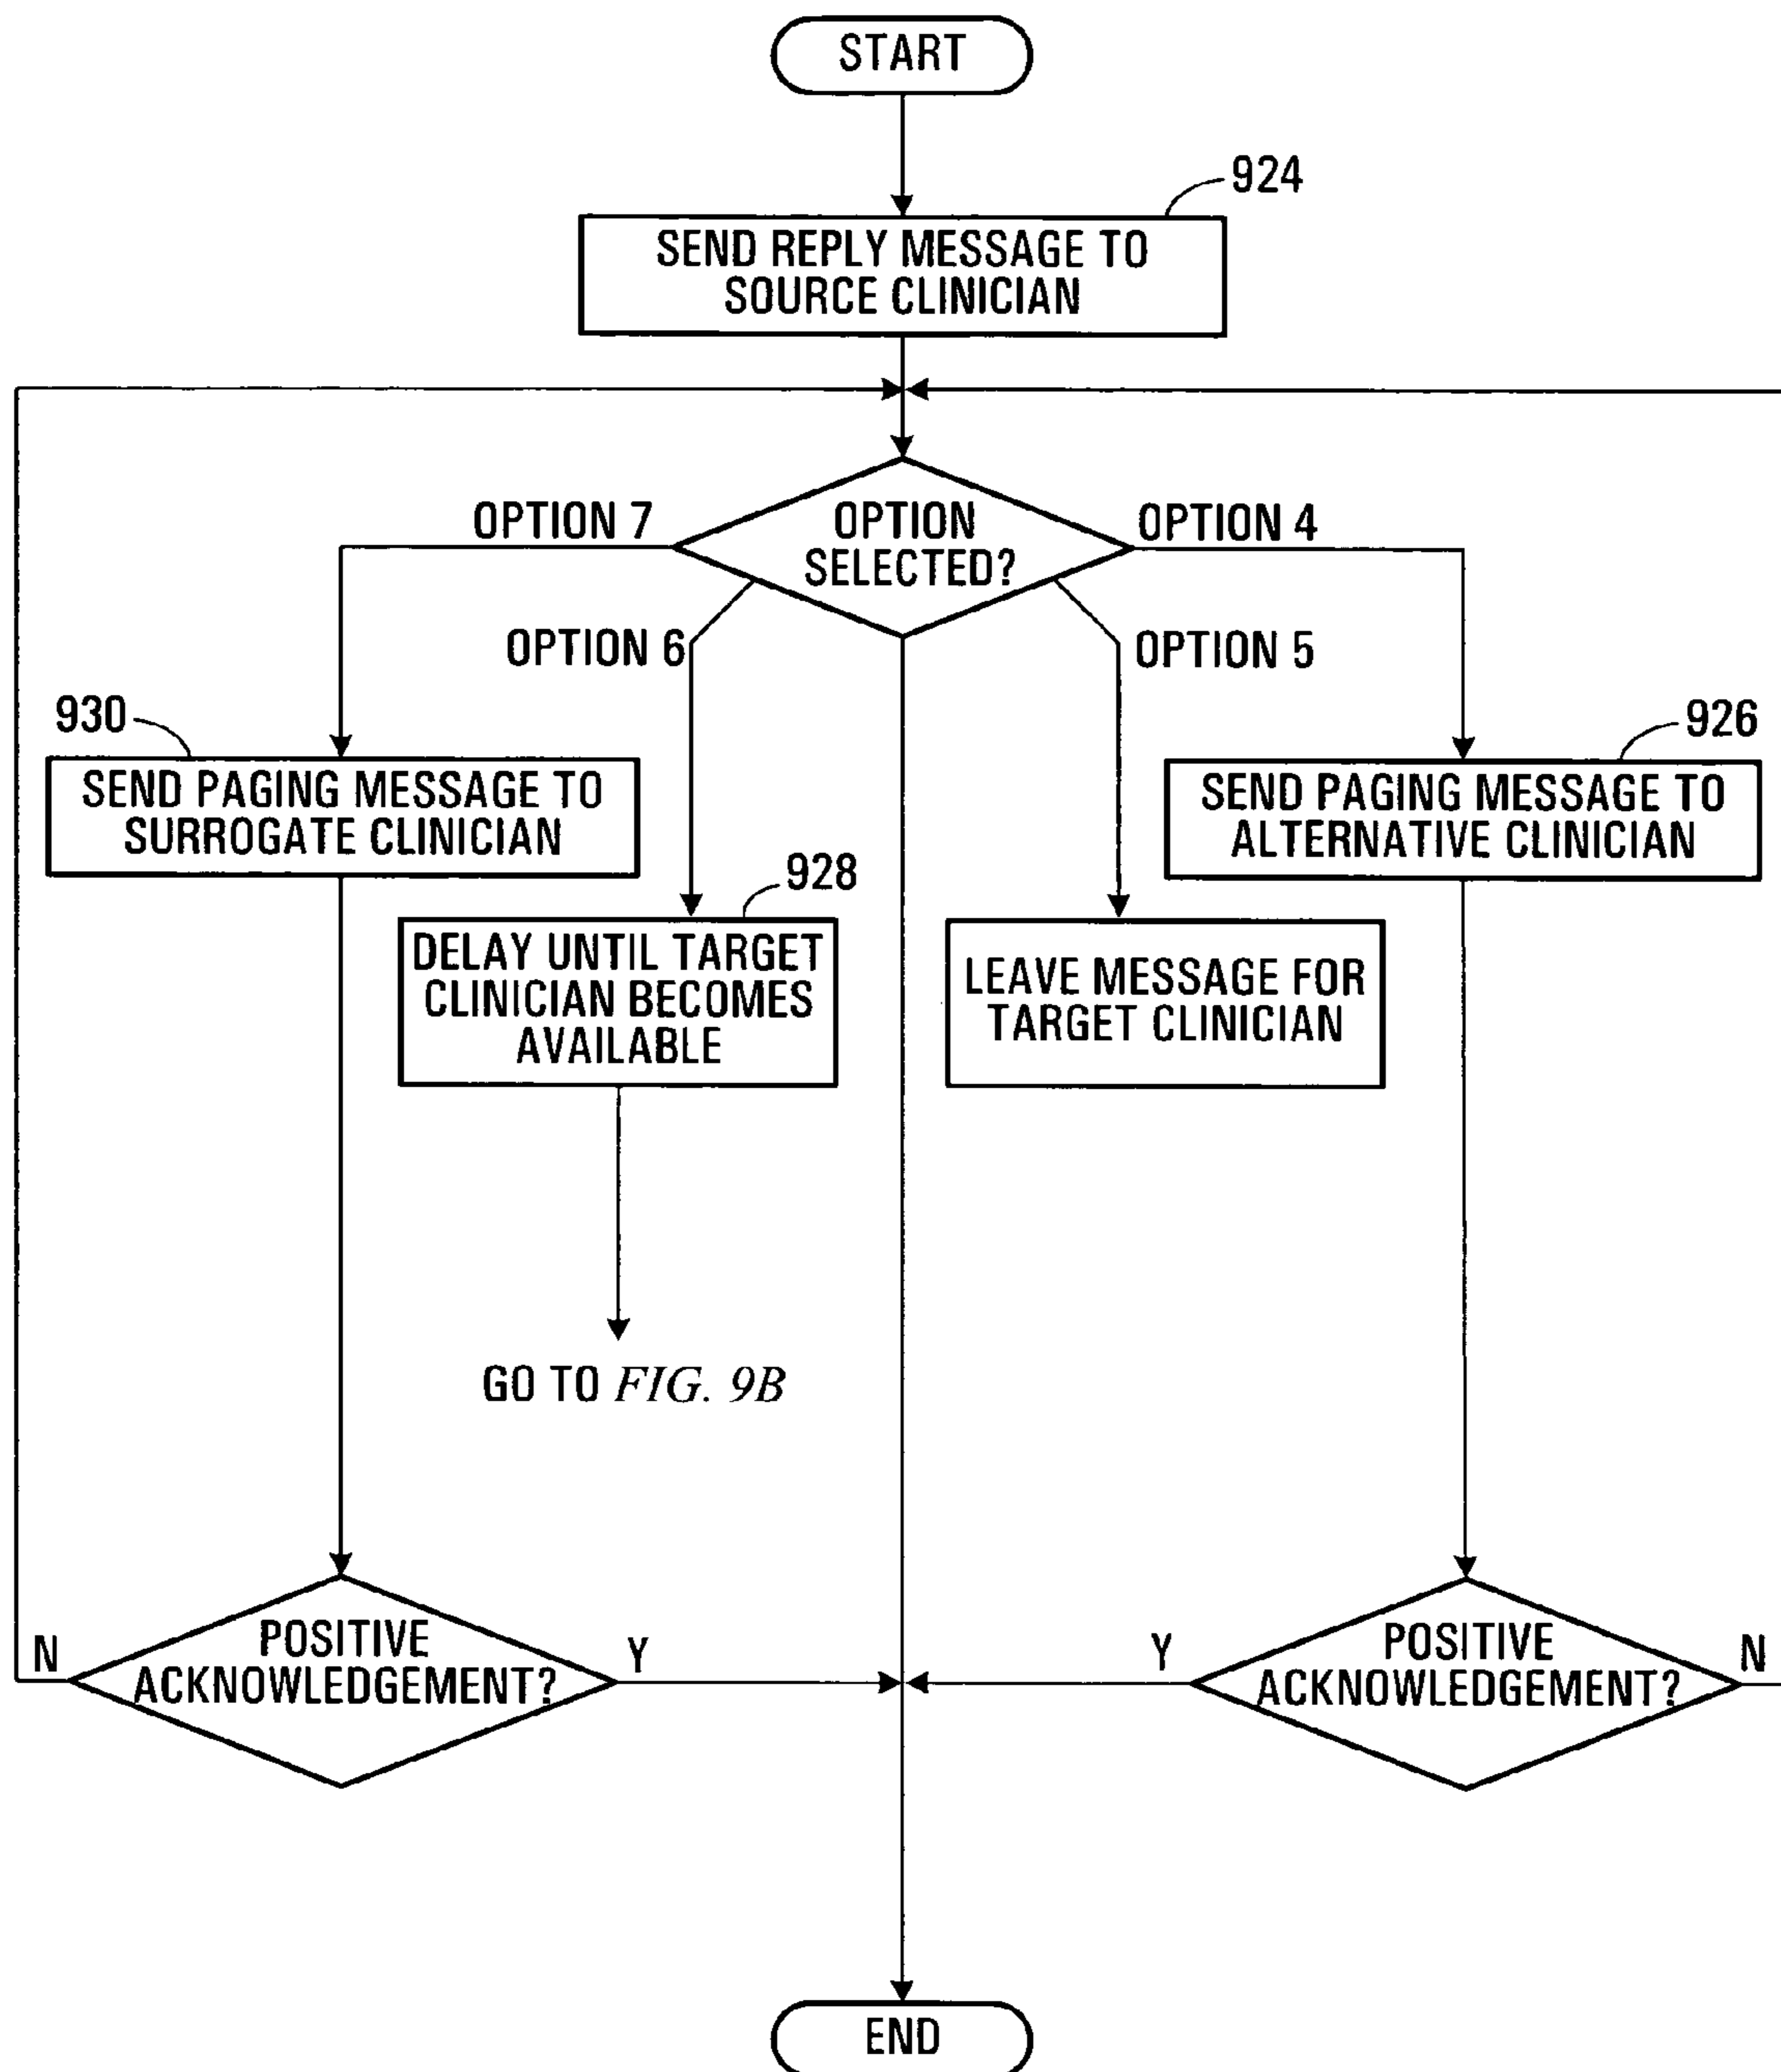 START
924
SEND REPLY MESSAGE TO
SOURCE CLINICIAN
OPTION 7
OPTION
SELECTED?
OPTION 4
OPTION 6
OPTION 5
930
SEND PAGING MESSAGE TO
SURROGATE CLINICIAN
926
SEND PAGING MESSAGE TO
ALTERNATIVE CLINICIAN
928
DELAY UNTIL TARGET
CLINICIAN BECOMES
AVAILABLE
LEAVE MESSAGE FOR
TARGET CLINICIAN
GO TO FIG. 9B
N
POSITIVE
ACKNOWLEDGEMENT?
Y
Y
POSITIVE
ACKNOWLEDGEMENT?
N
END